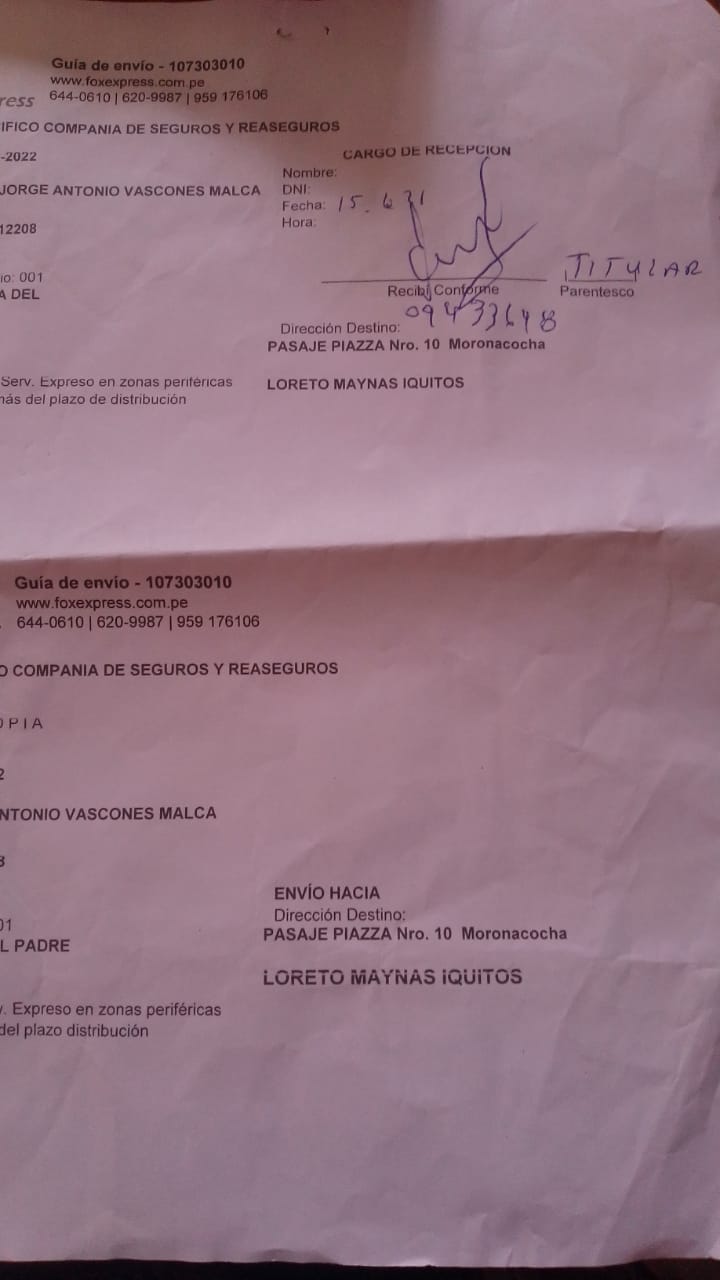 Guía de envío - 107303010
www.foxexpress.com.pe
ress 644-0610 | 620-9987 | 959 176106
IFICO COMPANIA DE SEGUROS Y REASEGUROS
-2022
CARGO DE RECEPCION
Nombre:
JORGE ANTONIO VASCONES MALCA
DNI:
Fecha: 15.
Hora:
12208
io: 001
A DEL
TITULAR
Recibí Conforme
Parentesco
09433648
Dirección Destino:
PASAJE PIAZZA Nro. 10 Moronacocha
Serv. Expreso en zonas periféricas
LORETO MAYNAS IQUITOS
nás del plazo de distribución
Guía de envío - 107303010
www.foxexpress.com.pe
644-0610 | 620-9987 | 959 176106
O COMPANIA DE SEGUROS Y REASEGUROS
OPIA
2
NTONIO VASCONES MALCA
3
ENVÍO HACIA
01
Dirección Destino:
PASAJE PIAZZA Nro. 10 Moronacocha
L PADRE
LORETO MAYNAS IQUITOS
. Expreso en zonas periféricas
del plazo distribución